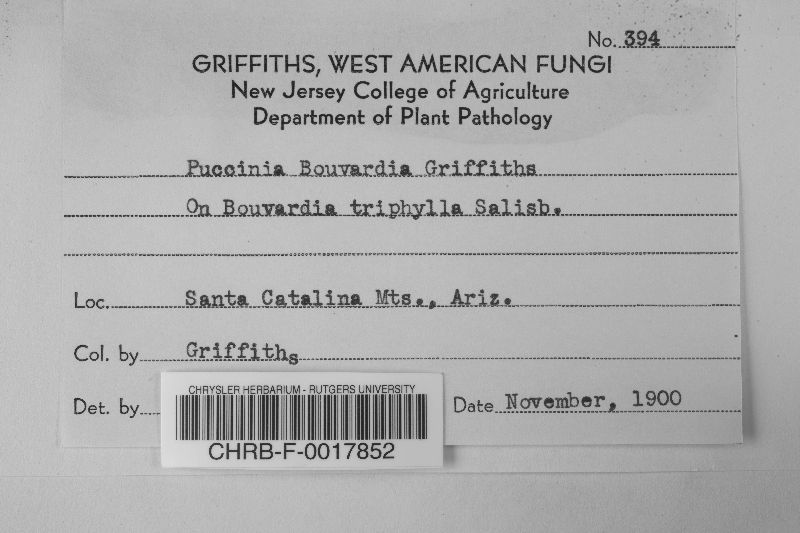 No. 394
GRIFFITHS, WEST AMERICAN FUNGI
New Jersey College of Agriculture
Department of Plant Pathology
Puccinia Bouvardia Griffiths
On Bouvardia triphylla Salisb.
Loc. Santa Catalina Mts., Ariz.
Col. by Griffiths
Det. by
Date November, 1900
CHRYSLER HERBARIUM - RUTGERS UNIVERSITY
CHRB-F-0017852